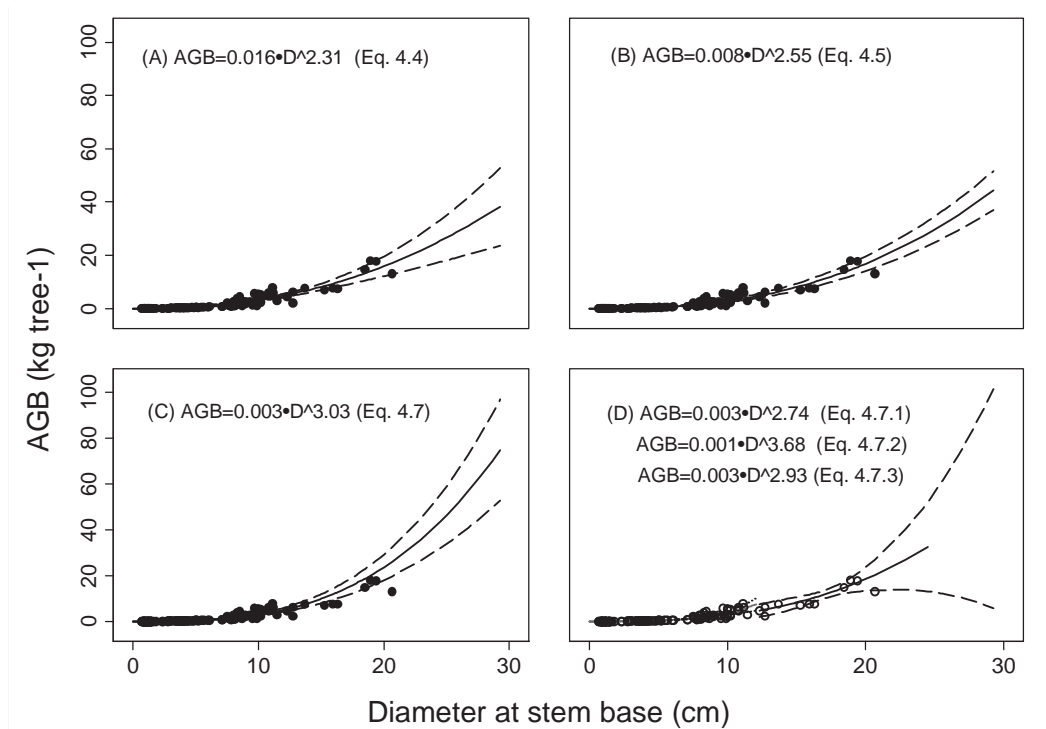 (A) AGB=0.016•D^2.31 (Eq. 4.4)
(B) AGB=0.008•D^2.55 (Eq. 4.5)
100
80
60
40
20
0
(C) AGB=0.003•D^3.03 (Eq. 4.7)
(D) AGB=0.003•D^2.74 (Eq. 4.7.1)
AGB=0.001•D^3.68 (Eq. 4.7.2)
AGB=0.003•D^2.93 (Eq. 4.7.3)
100
80
60
40
20
0
AGB (kg tree-1)
0 10 20 30
0 10 20 30
Diameter at stem base (cm)